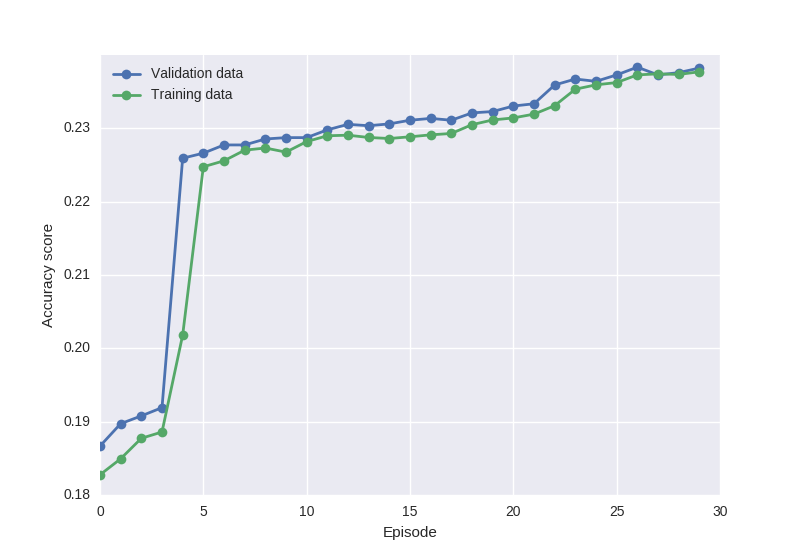 Validation data
Training data
0.23
0.22
0.21
0.20
0.19
0.18
Accuracy score
0 5 10 15 20 25 30
Episode